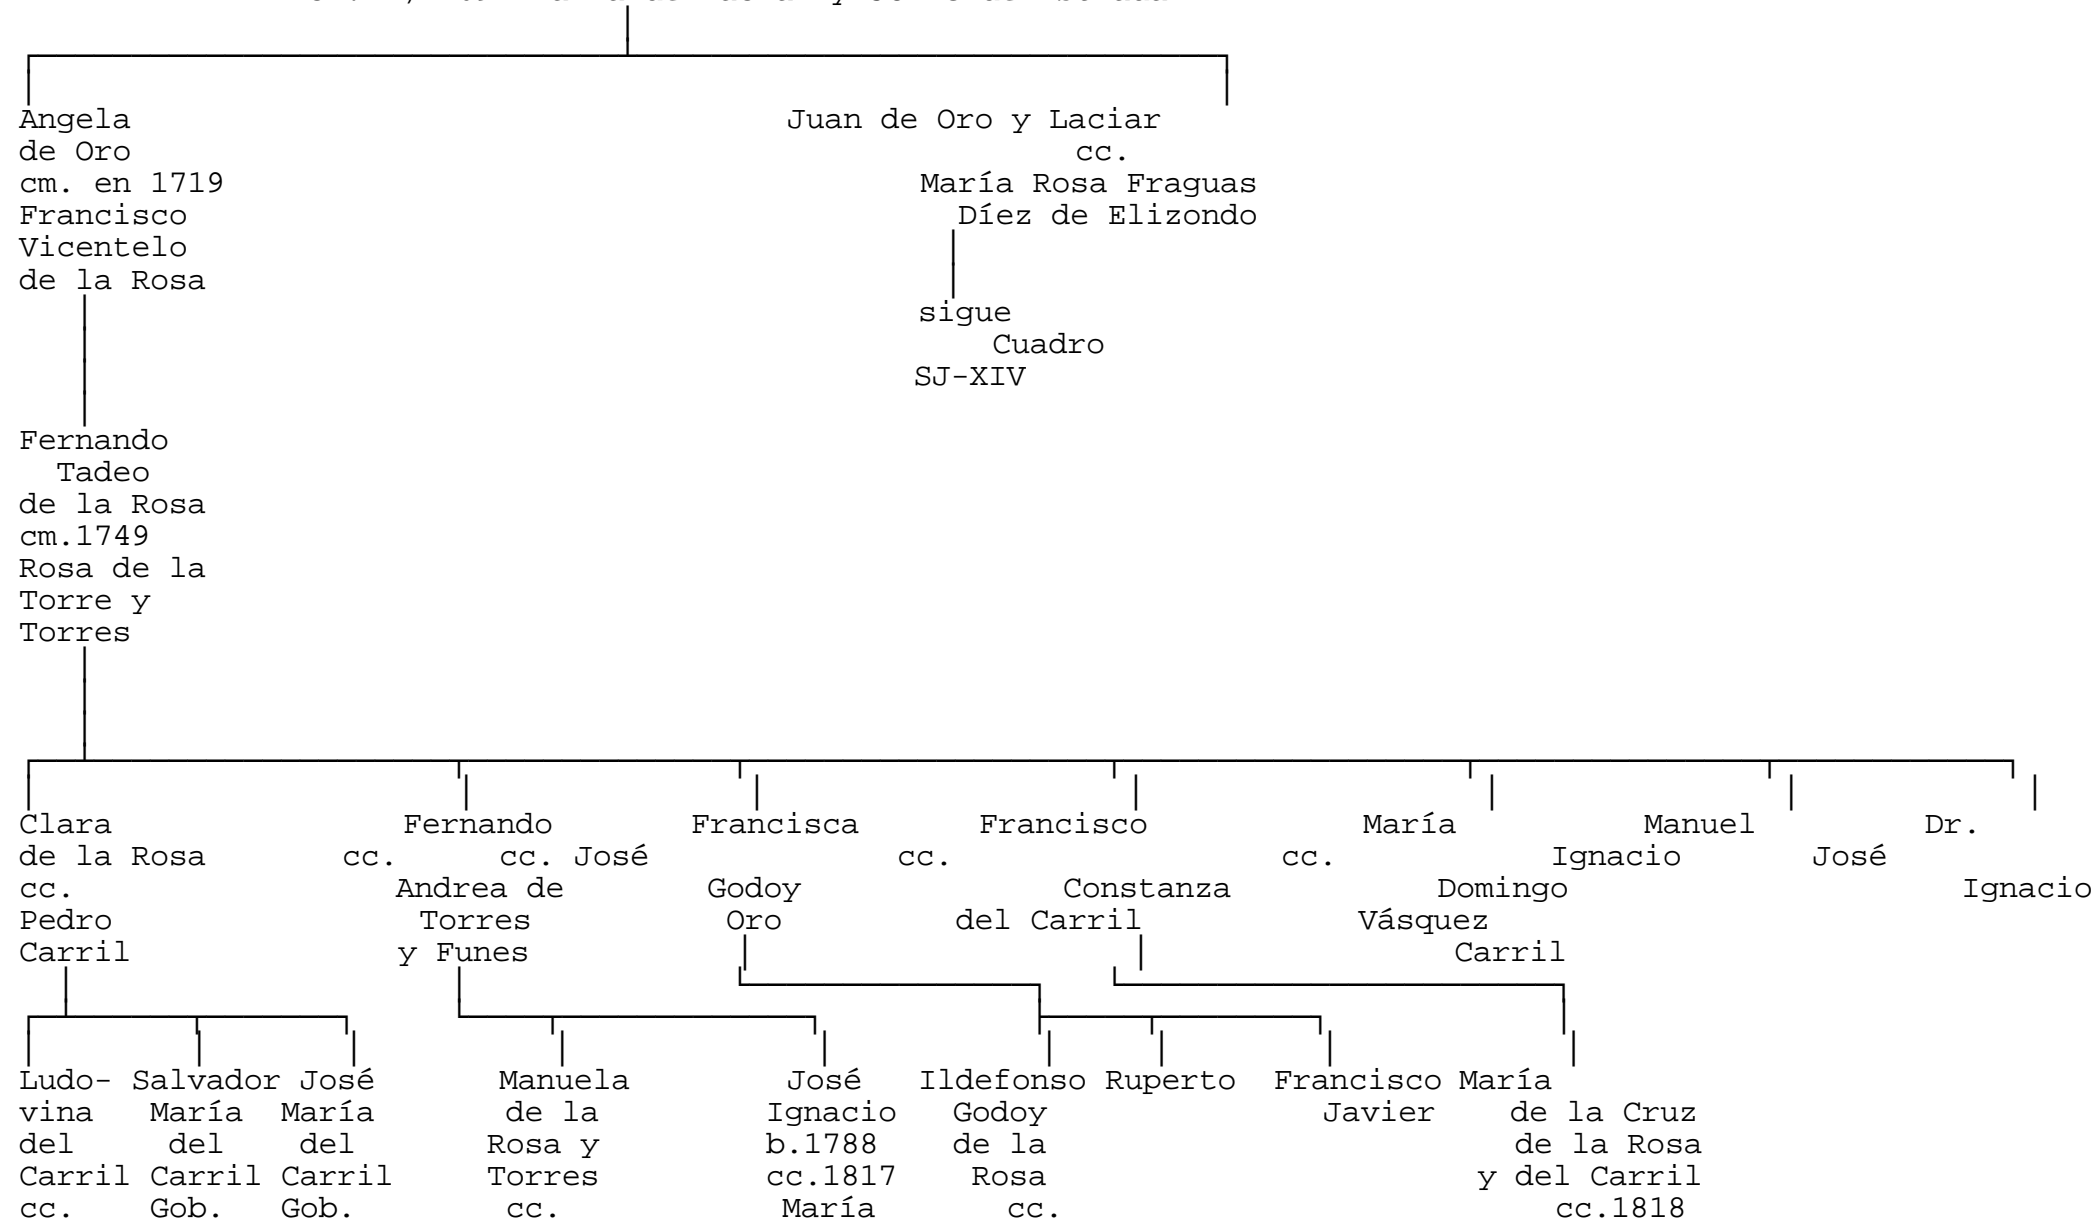 Angela Juan de Oro y Laciar
de Oro cc.
cm. en 1719 María Rosa Fraguas
Francisco Díez de Elizondo
Vicentelo
de la Rosa
sigue
Cuadro
SJ-XIV
Fernando
Tadeo
de la Rosa
cm.1749
Rosa de la
Torre y
Torres
Clara Fernando Francisca Francisco María Manuel Dr.
de la Rosa cc. cc. José cc. cc. Ignacio José
cc. Andrea de Godoy Constanza Domingo Ignacio
Pedro Torres Oro del Carril Vásquez
Carril y Funes Carril
Ludo- Salvador José Manuela José Ildefonso Ruperto Francisco María
vina María María de la Ignacio Godoy Javier de la Cruz
del del del Rosa y b.1788 de la de la Rosa
Carril Carril Carril Torres cc.1817 Rosa y del Carril
cc. Gob. Gob. cc. María cc. cc.1818